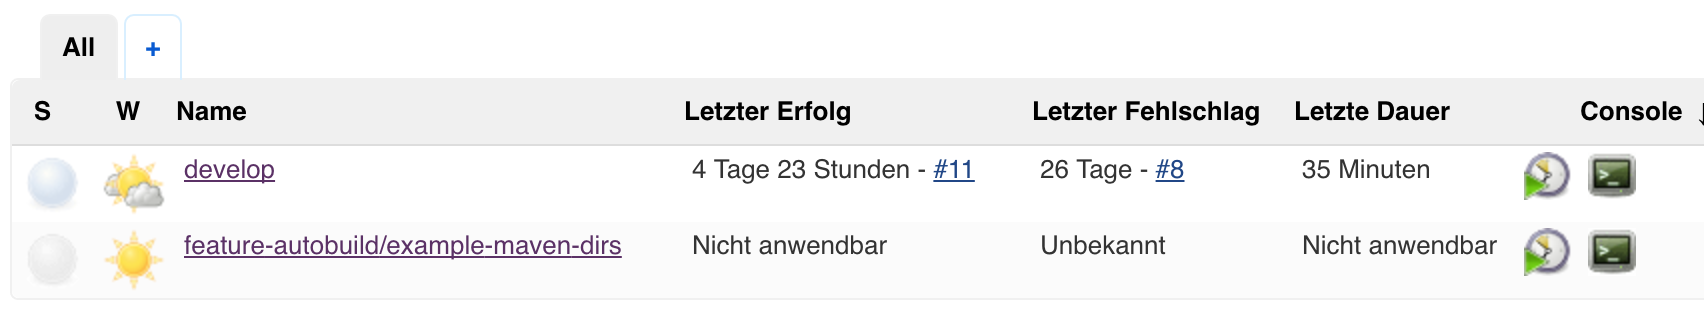 All +
S W Name Letzter Erfolg Letzter Fehlschlag Letzte Dauer Console ↓
develop 4 Tage 23 Stunden - #11 26 Tage - #8 35 Minuten
feature-autobuild/example-maven-dirs Nicht anwendbar Unbekannt Nicht anwendbar